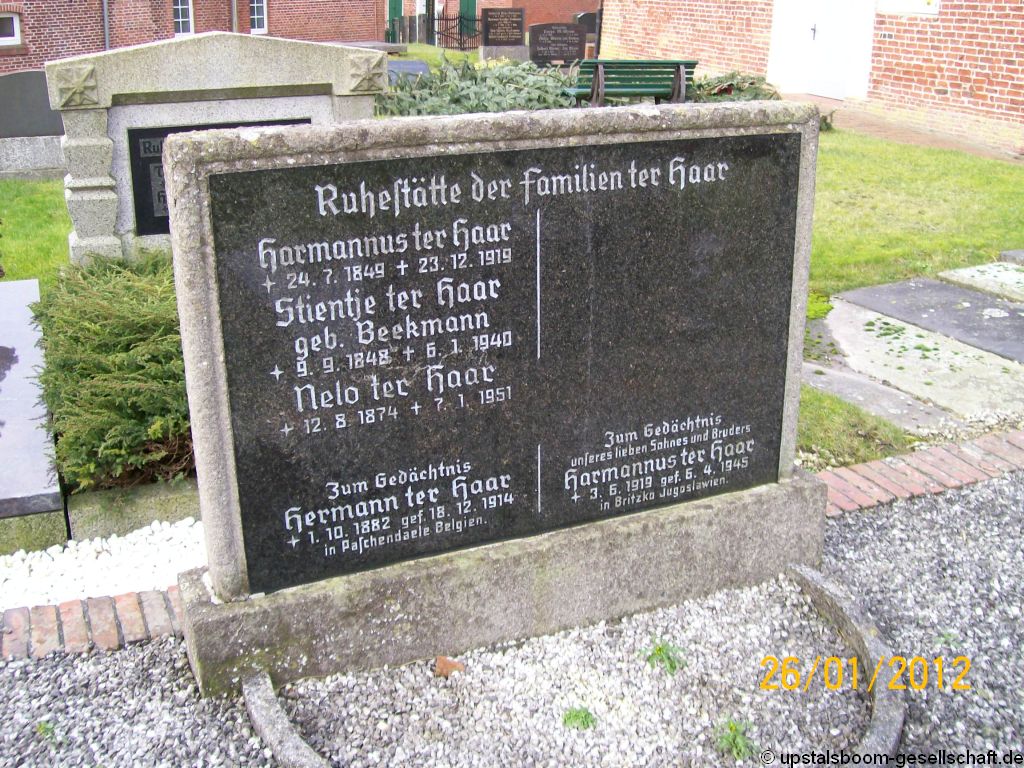 Ruheſtätte der Familien ter Haar
Harmannus ter Haar
* 24. 7. 1849 + 23. 12. 1919
Stientje ter Haar
geb. Beekmann
* 9. 9. 1848 + 6. 1. 1940
Nelo ter Haar
* 12. 8. 1874 + 7. 1. 1951
Zum Gedächtnis
Hermann ter Haar
* 1. 10. 1882 gef. 18. 12. 1914
in Paſchendaele Belgien.
Zum Gedächtnis
unſeres lieben Sohnes und Bruders
Harmannus ter Haar
* 3. 6. 1919 gef. 6. 4. 1945
in Britzko Jugoslawien.
26/01/2012
© upstalsboom-gesellschaft.de